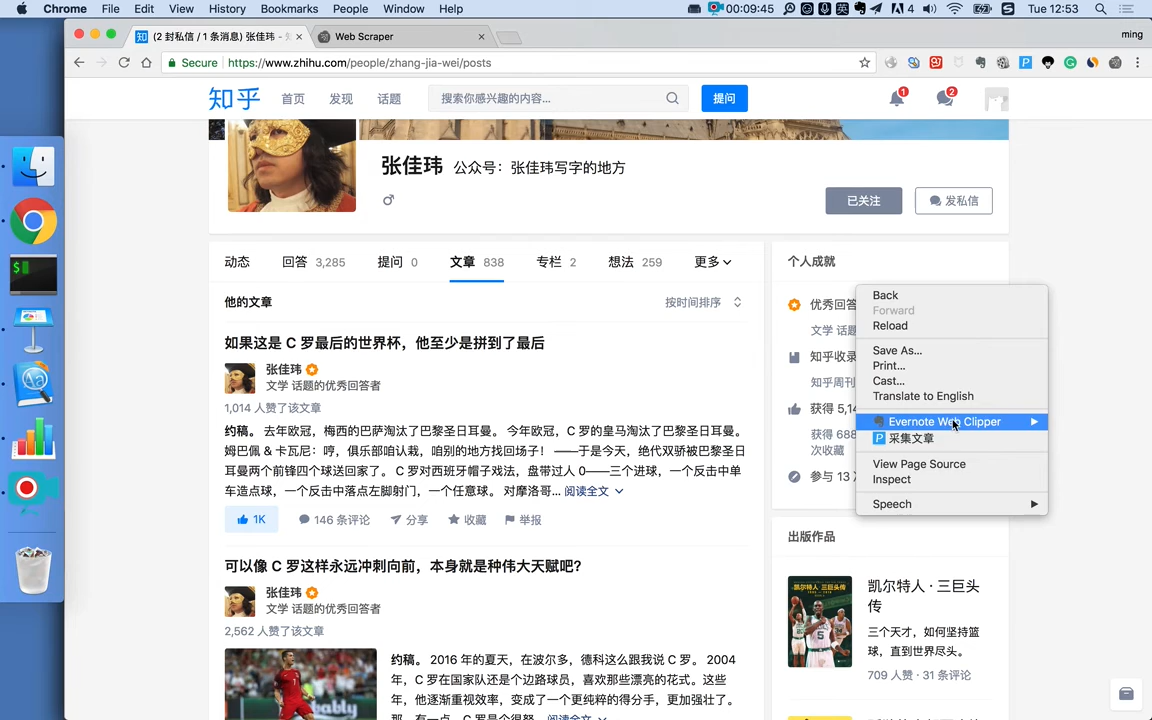 Chrome File Edit View History Bookmarks People Window Help 00:09:45 4 Tue 12:53
(2 封私信 / 1 条消息) 张佳玮 - Web Scraper ming
Secure https://www.zhihu.com/people/zhang-jia-wei/posts
知乎 首页 发现 话题 搜索你感兴趣的内容... 提问 1 2
张佳玮 公众号：张佳玮写字的地方
已关注 发私信
动态 回答 3,285 提问 0 文章 838 专栏 2 想法 259 更多
他的文章 按时间排序
如果这是 C 罗最后的世界杯，他至少是拼到了最后
张佳玮
文学 话题的优秀回答者
1,014 人赞了该文章
约稿。 去年欧冠，梅西的巴萨淘汰了巴黎圣日耳曼。 今年欧冠，C 罗的皇马淘汰了巴黎圣日耳曼。
姆巴佩 & 卡瓦尼：哼，俱乐部咱认栽，咱别的地方找回场子！ ——于是今天，绝代双骄被巴黎圣日
耳曼两个前锋四个球送回家了。 C 罗对西班牙帽子戏法，盘带过人 0——三个进球，一个反击中单
车造点球，一个反击中落点左脚射门，一个任意球。 对摩洛哥... 阅读全文
1K 146 条评论 分享 收藏 举报
可以像 C 罗这样永远冲刺向前，本身就是种伟大天赋吧？
张佳玮
文学 话题的优秀回答者
2,562 人赞了该文章
约稿。 2016 年的夏天，在波尔多，德科这么跟我说 C 罗。 2004
年，C 罗在国家队还是个边路球员，喜欢那些漂亮的花式。这些
年，他逐渐重视效率，变成了一个更纯粹的得分手，更加强壮了。
那，有一点，C 罗是个很努... 阅读全文
个人成就
优秀回答
文学 话题
知乎收录
知乎周刊
获得 5,14
获得 688
次收藏
参与 13
Back
Forward
Reload
Save As...
Print...
Cast...
Translate to English
Evernote Web Clipper
采集文章
View Page Source
Inspect
Speech
出版作品
凯尔特人
三巨头传
5
凯尔特人 · 三巨头
传
三个天才，如何坚持篮
球，直到世界尽头。
709 人赞 · 31 条评论